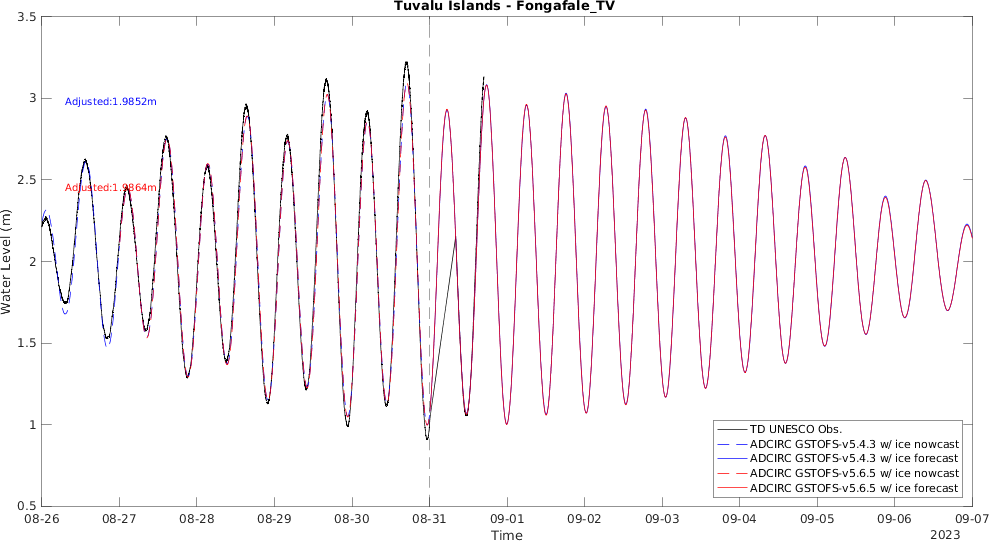 Tuvalu Islands - Fongafale_TV
3.5
3
2.5
2
1.5
1
0.5
Water Level (m)
Adjusted:1.9852m
Adjusted:1.9864m
TD UNESCO Obs.
ADCIRC GSTOFS-v5.4.3 w/ ice nowcast
ADCIRC GSTOFS-v5.4.3 w/ ice forecast
ADCIRC GSTOFS-v5.6.5 w/ ice nowcast
ADCIRC GSTOFS-v5.6.5 w/ ice forecast
08-26 08-27 08-28 08-29 08-30 08-31 09-01 09-02 09-03 09-04 09-05 09-06 09-07
Time
2023